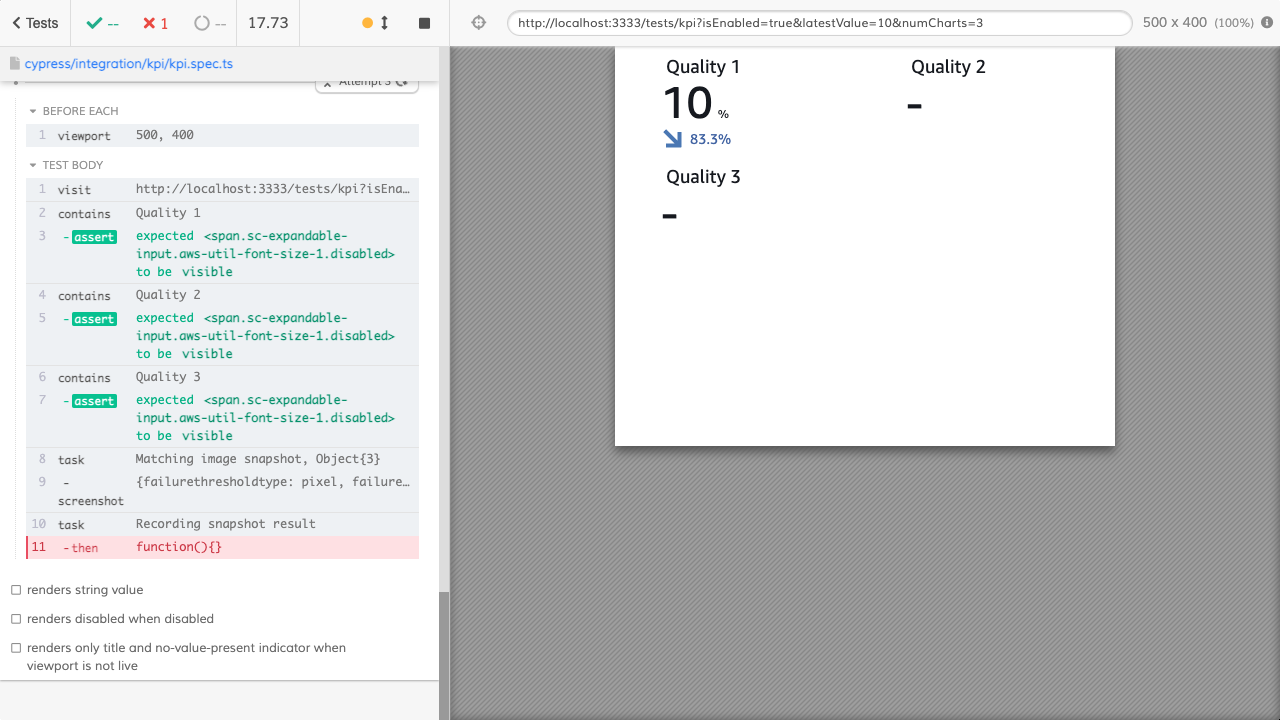 Tests
--
1
--
17.73
http://localhost:3333/tests/kpi?isEnabled=true&latestValue=10&numCharts=3
500 x 400 (100%)
cypress/integration/kpi/kpi.spec.ts
Attempt 3
BEFORE EACH
1 viewport 500, 400
TEST BODY
1 visit http://localhost:3333/tests/kpi?isEna…
2 contains Quality 1
3 - assert expected <span.sc-expandable-
input.aws-util-font-size-1.disabled>
to be visible
4 contains Quality 2
5 - assert expected <span.sc-expandable-
input.aws-util-font-size-1.disabled>
to be visible
6 contains Quality 3
7 - assert expected <span.sc-expandable-
input.aws-util-font-size-1.disabled>
to be visible
8 task Matching image snapshot, Object{3}
9 - {failurethresholdtype: pixel, failure…
screenshot
10 task Recording snapshot result
11 - then function(){}
renders string value
renders disabled when disabled
renders only title and no-value-present indicator when
viewport is not live
Quality 1
10 %
83.3%
Quality 2
-
Quality 3
-